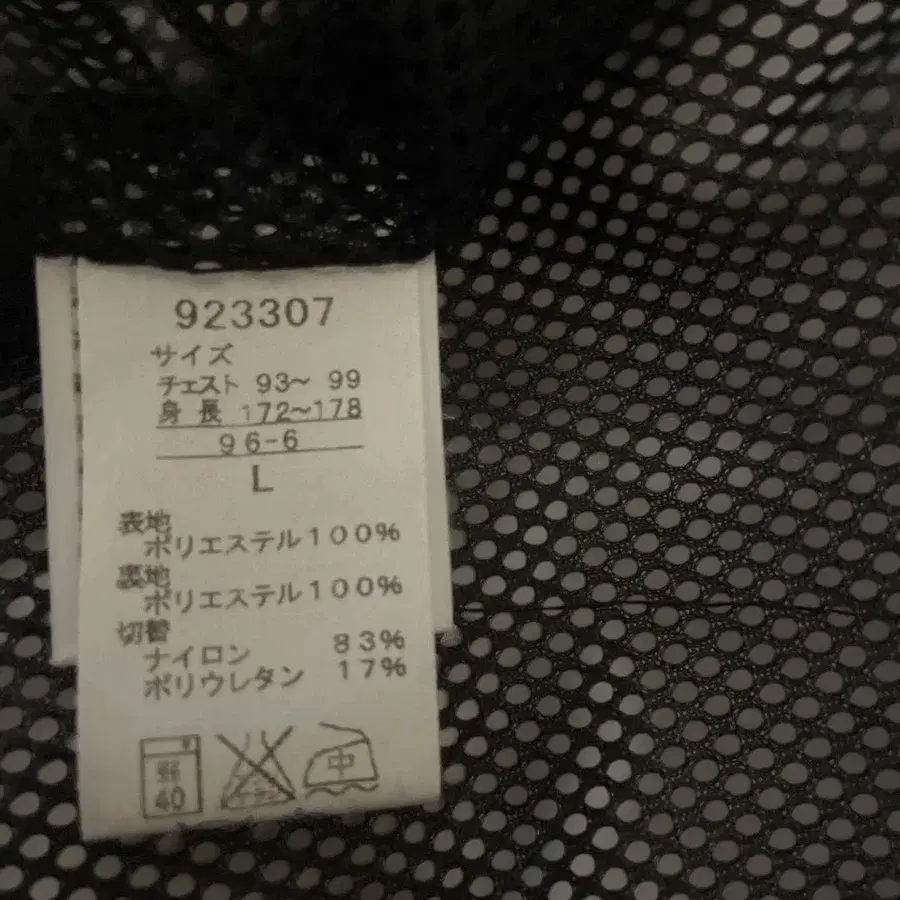 923307
サイズ
チェスト 93〜 99
身 長 172〜178
96-6
L
表地
ポリエステル100%
裏地
ポリエステル100%
切替
ナイロン 83%
ポリウレタン 17%
弱
40
中